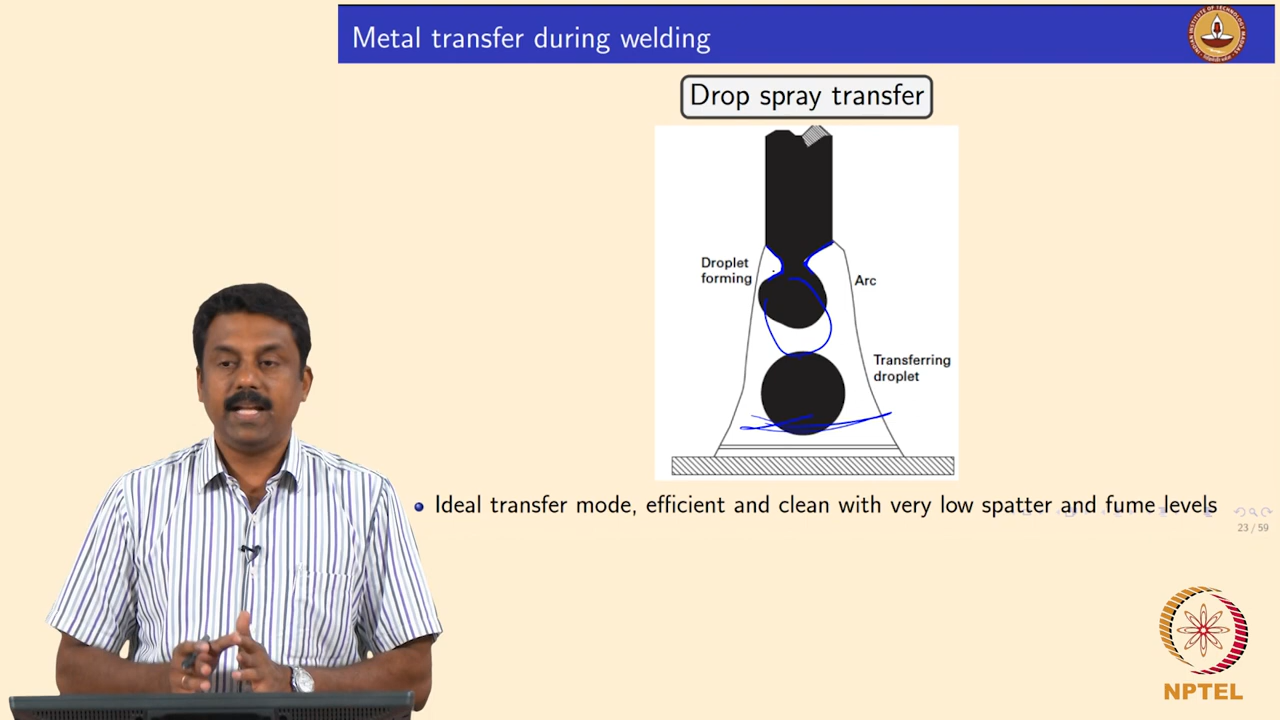 Metal transfer during welding
Drop spray transfer
Droplet
forming
Arc
Transferring
droplet
Ideal transfer mode, efficient and clean with very low spatter and fume levels
23 / 59
NPTEL